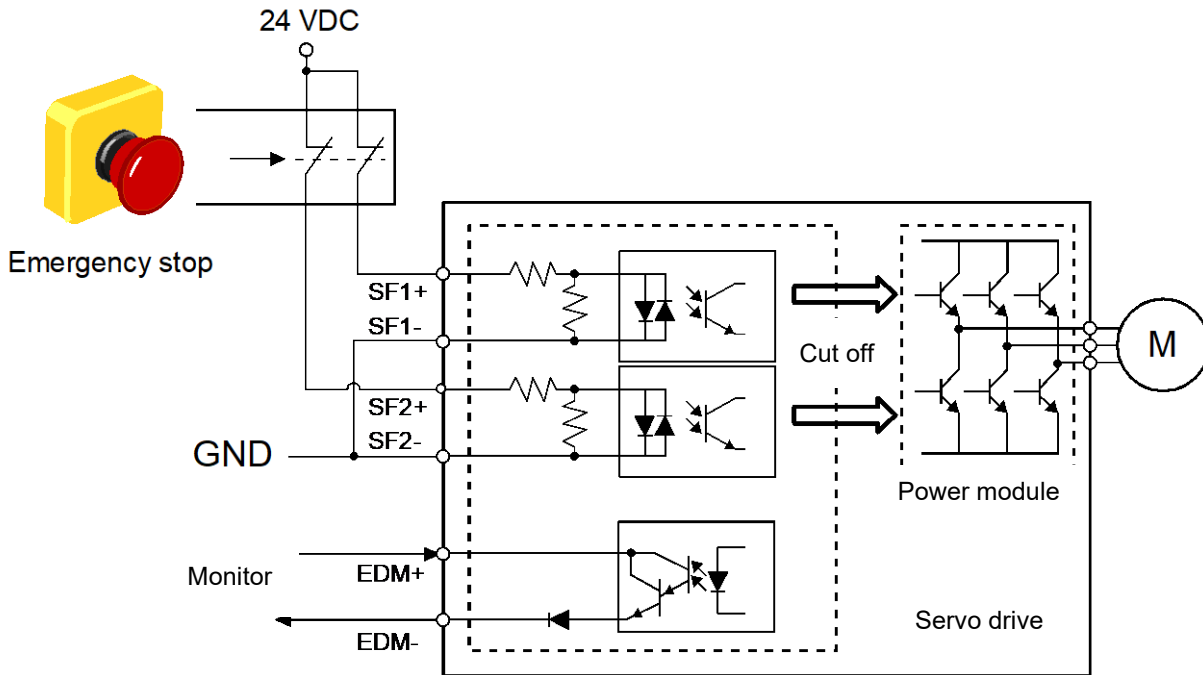 24 VDC
Emergency stop
SF1+
SF1-
Cut off
M
SF2+
SF2-
GND
Power module
Monitor
EDM+
EDM-
Servo drive